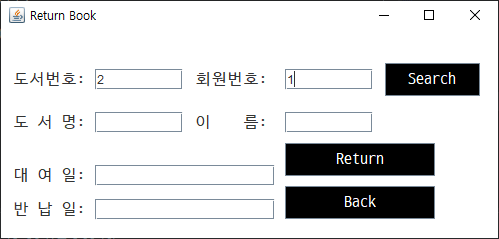 Return Book
도서번호: 2 회원번호: 1 Search
도 서 명: 이 름:
Return
대 여 일:
Back
반 납 일: